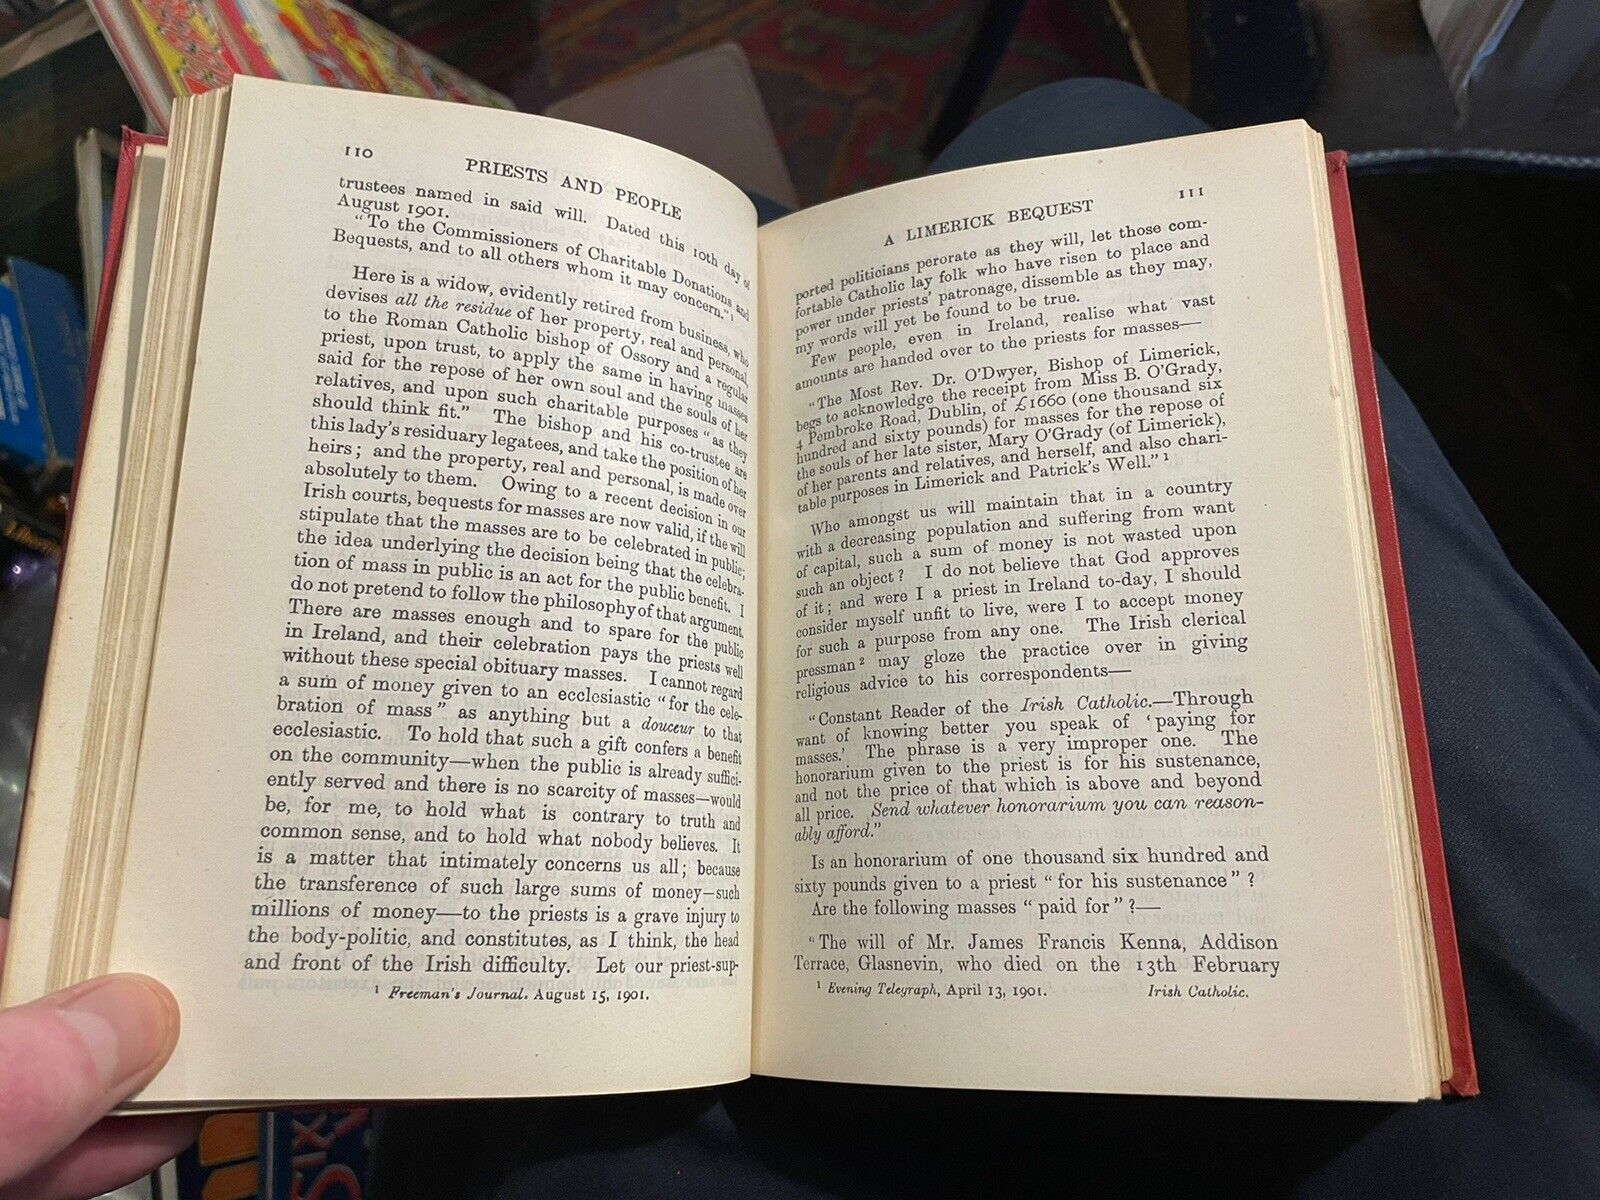 110
PRIESTS AND PEOPLE
trustees named in said will. Dated this 10th day of
August 1901.
"To the Commissioners of Charitable Donations and
Bequests, and to all others whom it may concern." 1
Here is a widow, evidently retired from business, who
devises all the residue of her property, real and personal,
to the Roman Catholic bishop of Ossory and a regular
priest, upon trust, to apply the same in having masses
said for the repose of her own soul and the souls of her
relatives, and upon such charitable purposes "as they
should think fit." The bishop and his co-trustee are
this lady's residuary legatees, and take the position of her
heirs; and the property, real and personal, is made over
absolutely to them. Owing to a recent decision in our
Irish courts, bequests for masses are now valid, if the will
stipulate that the masses are to be celebrated in public;
the idea underlying the decision being that the celebra-
tion of mass in public is an act for the public benefit. I
do not pretend to follow the philosophy of that argument.
There are masses enough and to spare for the public
in Ireland, and their celebration pays the priests well
without these special obituary masses. I cannot regard
a sum of money given to an ecclesiastic "for the cele-
bration of mass" as anything but a douceur to that
ecclesiastic. To hold that such a gift confers a benefit
on the community—when the public is already suffici-
ently served and there is no scarcity of masses—would
be, for me, to hold what is contrary to truth and
common sense, and to hold what nobody believes. It
is a matter that intimately concerns us all; because
the transference of such large sums of money—such
millions of money—to the priests is a grave injury to
the body-politic, and constitutes, as I think, the head
and front of the Irish difficulty. Let our priest-sup-
1 Freeman's Journal. August 15, 1901.
A LIMERICK BEQUEST
111
ported politicians perorate as they will, let those com-
fortable Catholic lay folk who have risen to place and
power under priests' patronage, dissemble as they may,
my words will yet be found to be true.
Few people, even in Ireland, realise what vast
amounts are handed over to the priests for masses—
"The Most Rev. Dr. O'Dwyer, Bishop of Limerick,
begs to acknowledge the receipt from Miss B. O'Grady,
4 Pembroke Road, Dublin, of £1660 (one thousand six
hundred and sixty pounds) for masses for the repose of
the souls of her late sister, Mary O'Grady (of Limerick),
of her parents and relatives, and herself, and also chari-
table purposes in Limerick and Patrick's Well." 1
Who amongst us will maintain that in a country
with a decreasing population and suffering from want
of capital, such a sum of money is not wasted upon
such an object? I do not believe that God approves
of it; and were I a priest in Ireland to-day, I should
consider myself unfit to live, were I to accept money
for such a purpose from any one. The Irish clerical
pressman 2 may gloze the practice over in giving
religious advice to his correspondents—
"Constant Reader of the Irish Catholic.—Through
want of knowing better you speak of 'paying for
masses.' The phrase is a very improper one. The
honorarium given to the priest is for his sustenance,
and not the price of that which is above and beyond
all price. Send whatever honorarium you can reason-
ably afford."
Is an honorarium of one thousand six hundred and
sixty pounds given to a priest "for his sustenance"?
Are the following masses "paid for"?—
"The will of Mr. James Francis Kenna, Addison
Terrace, Glasnevin, who died on the 13th February
1 Evening Telegraph, April 13, 1901. Irish Catholic.
SIX